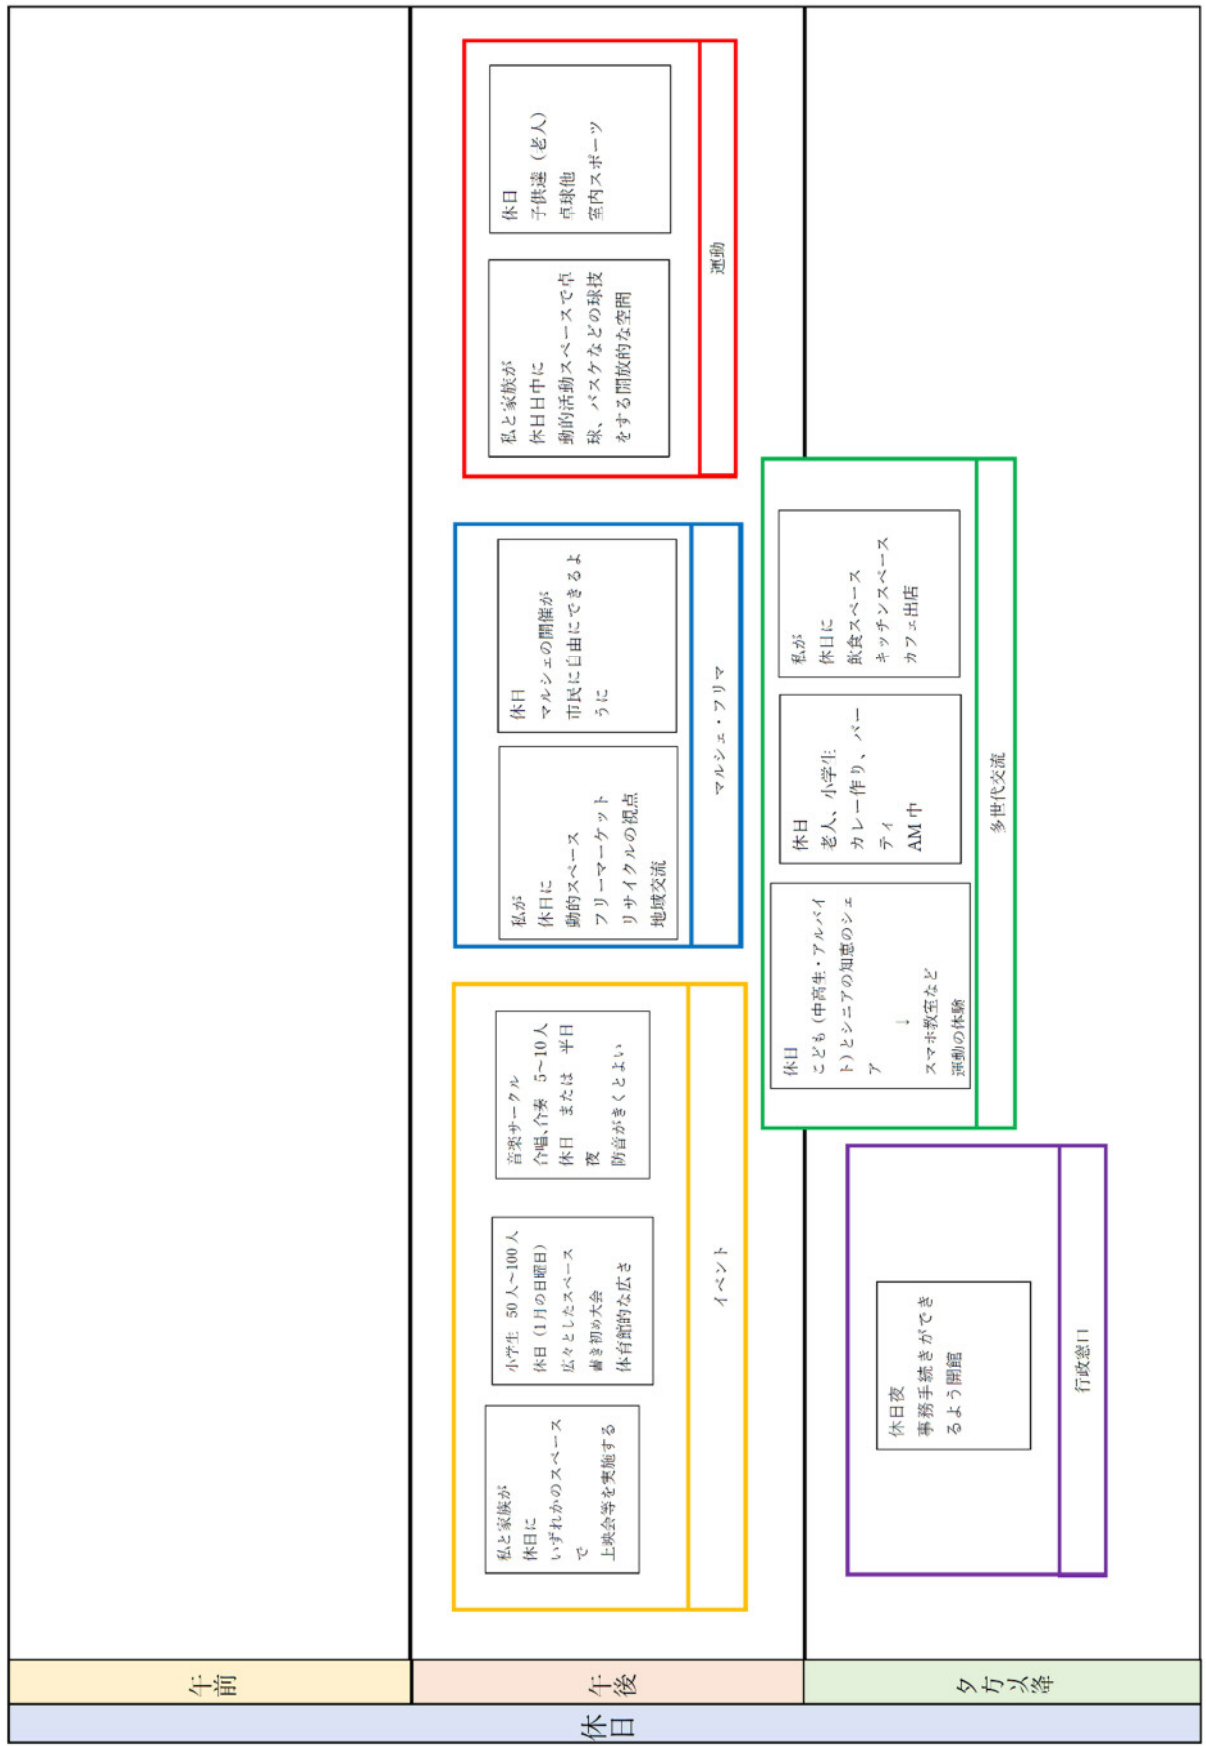 休日
午前
午後
夕方以降
イベント
私と家族が
休日に
いずれかのスペース
で
上映会等を実施する
小学生 50人～100人
休日（1月の日曜日）
広々としたスペース
書き初め大会
体育館的な広さ
音楽サークル
合唱、合奏 5～10人
休日 または 平日
夜
防音がきくとよい
マルシェ・フリマ
私が
休日に
動的スペース
フリーマーケット
リサイクルの視点
地域交流
休日
マルシェの開催が
市民に自由にできるよ
うに
運動
私と家族が
休日日中に
動的活動スペースで卓
球、バスケなどの球技
をする開放的な空間
休日
子供達（老人）
卓球他
室内スポーツ
行政窓口
休日夜
事務手続きができ
るよう開館
多世代交流
休日
こども（中高生・アルバイ
ト）とシニアの知恵のシェ
ア
↓
スマホ教室など
運動の体験
休日
老人、小学生
カレー作り、パー
ティ
AM中
私が
休日に
飲食スペース
キッチンスペース
カフェ出店